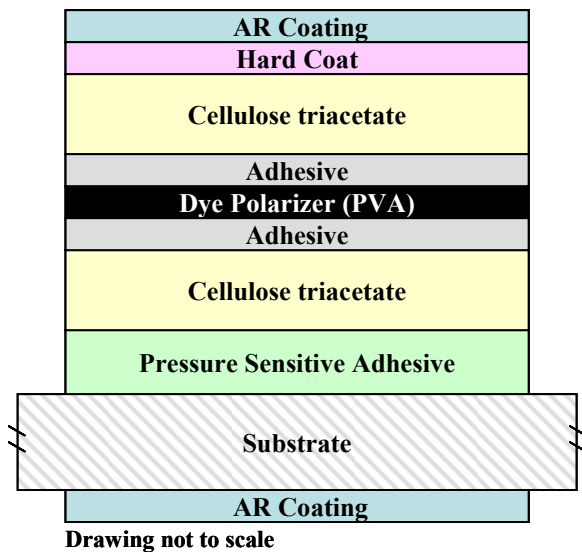 AR Coating
Hard Coat
Cellulose triacetate
Adhesive
Dye Polarizer (PVA)
Adhesive
Cellulose triacetate
Pressure Sensitive Adhesive
Substrate
AR Coating
Drawing not to scale